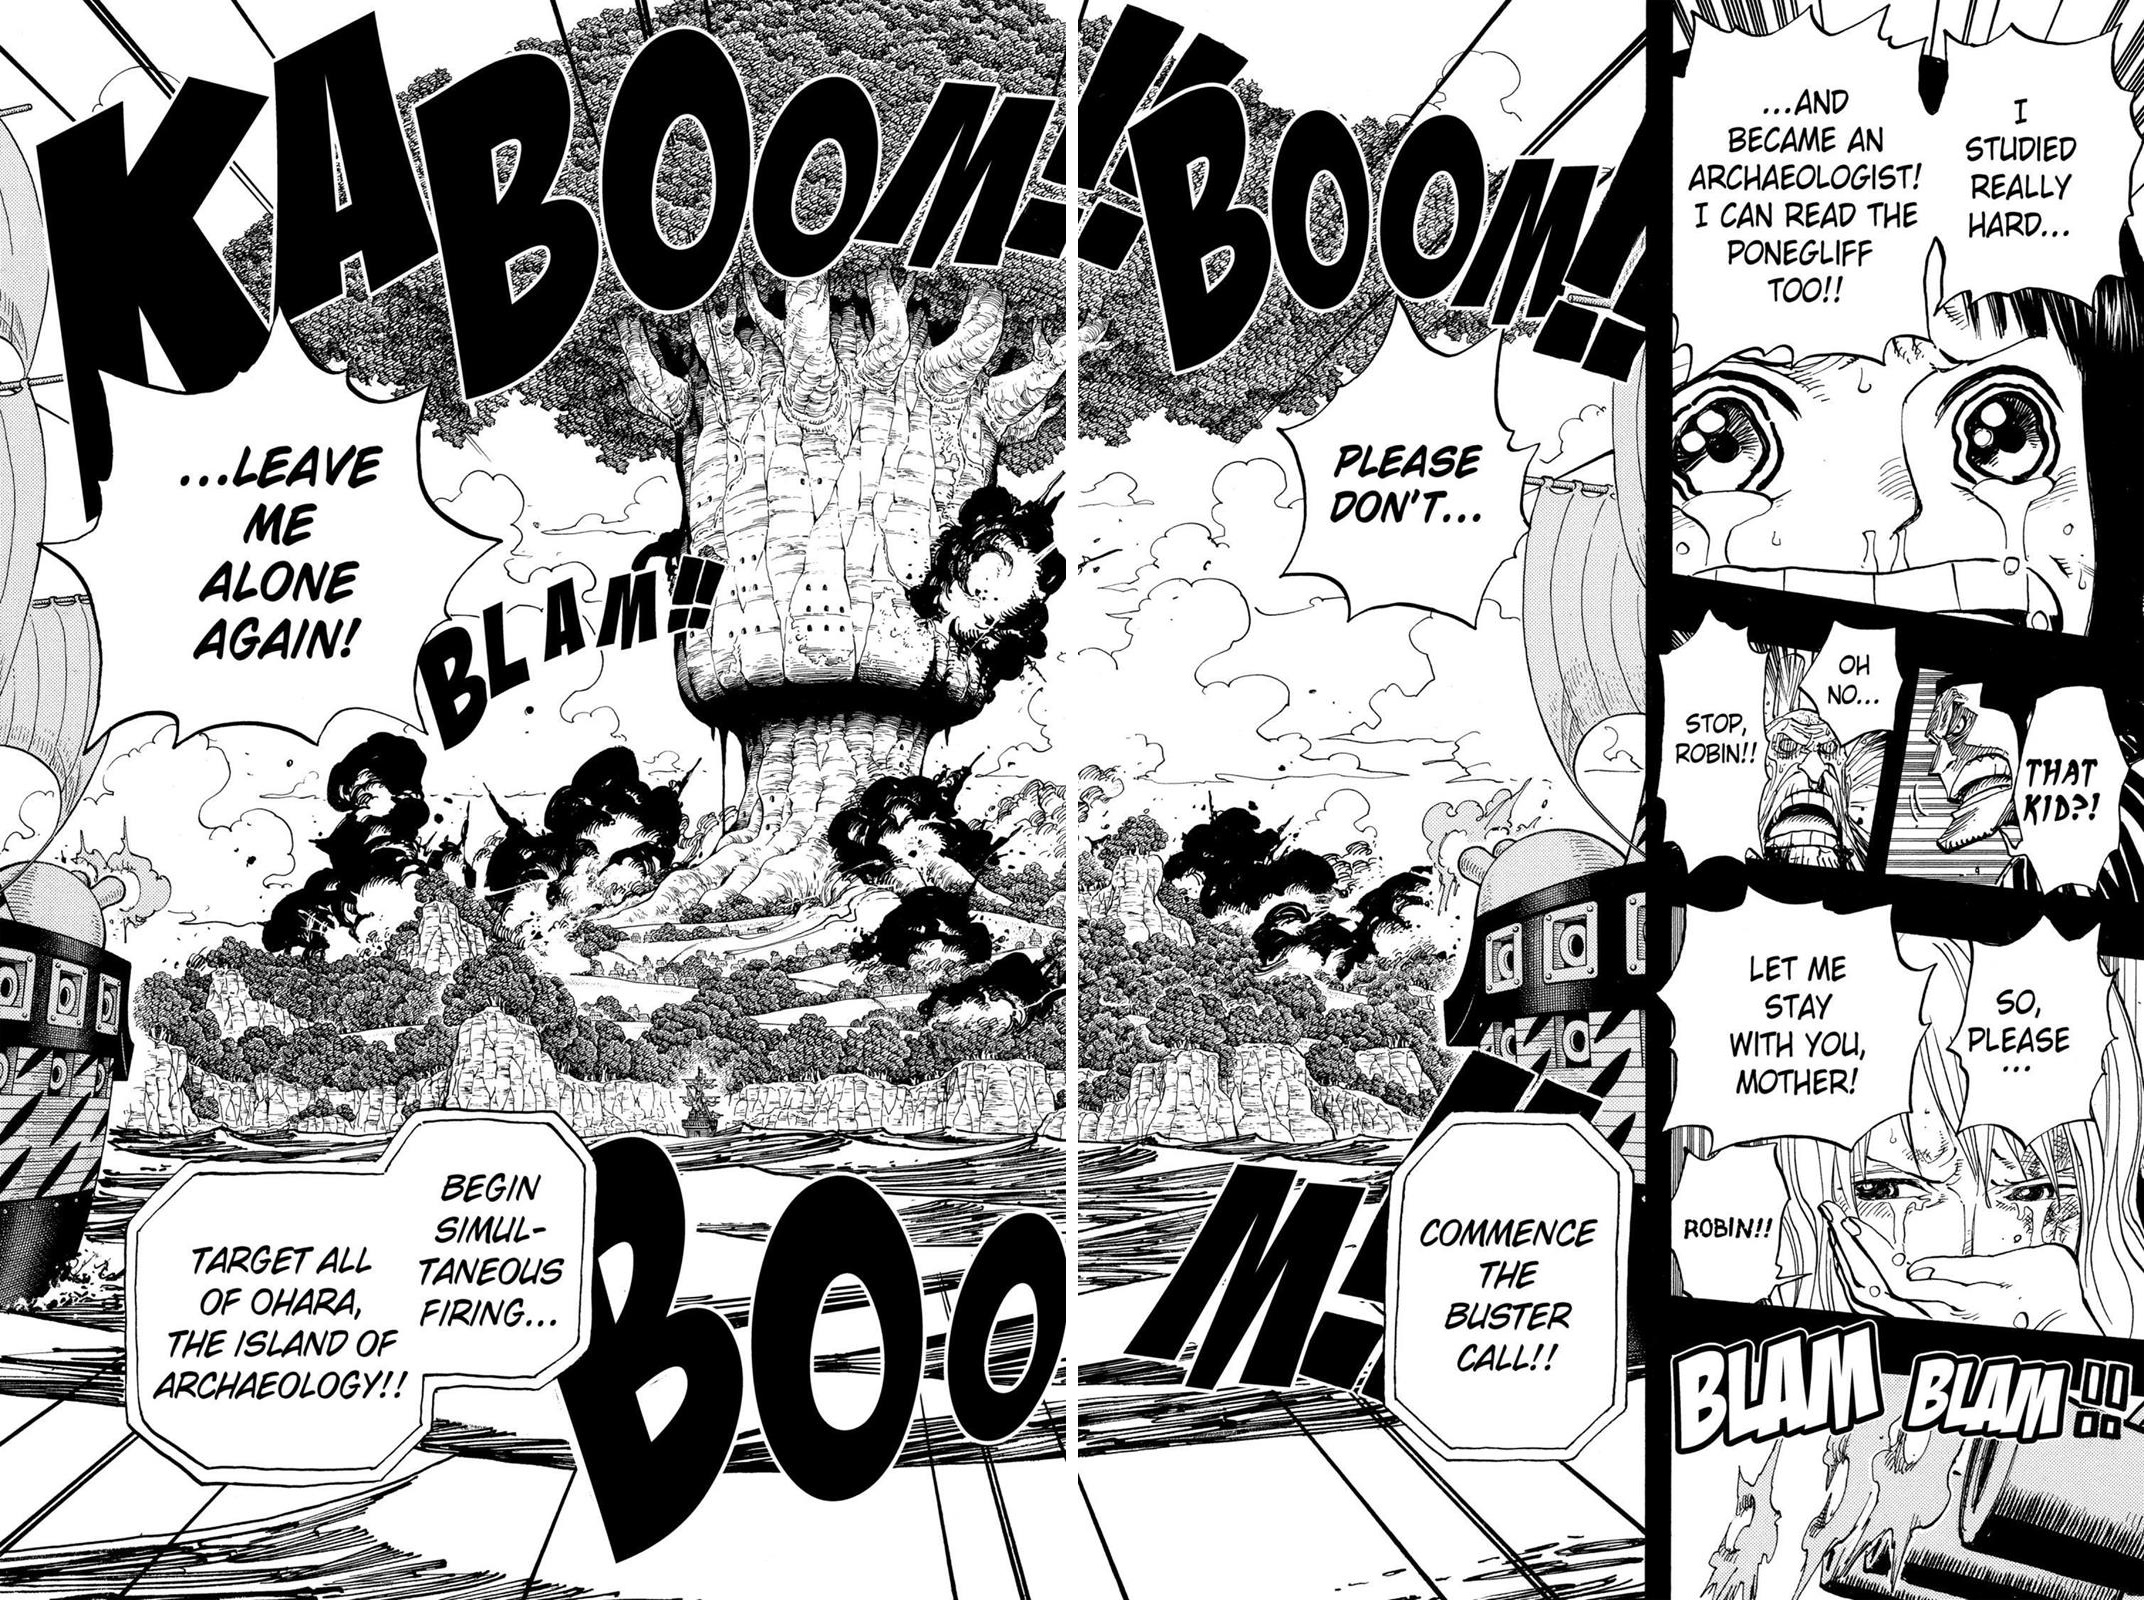 I
STUDIED
REALLY
HARD...
...AND
BECAME AN
ARCHAEOLOGIST!
I CAN READ THE
PONEGLIFF
TOO!!
THAT
KID?!
OH
NO...
STOP,
ROBIN!!
SO,
PLEASE
...
LET ME
STAY
WITH YOU,
MOTHER!
ROBIN!!
BLAM BLAM!!
BOOM!!
PLEASE
DON'T...
COMMENCE
THE
BUSTER
CALL!!
KABOOM!!
...LEAVE
ME
ALONE
AGAIN!
BLAM!!
BOOM!!
BEGIN
SIMUL-
TANEOUS
FIRING...
TARGET ALL
OF OHARA,
THE ISLAND OF
ARCHAEOLOGY!!